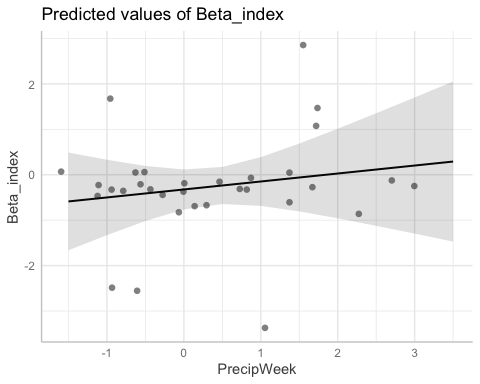 Predicted values of Beta_index
2
0
-2
Beta_index
-1 0 1 2 3
PrecipWeek